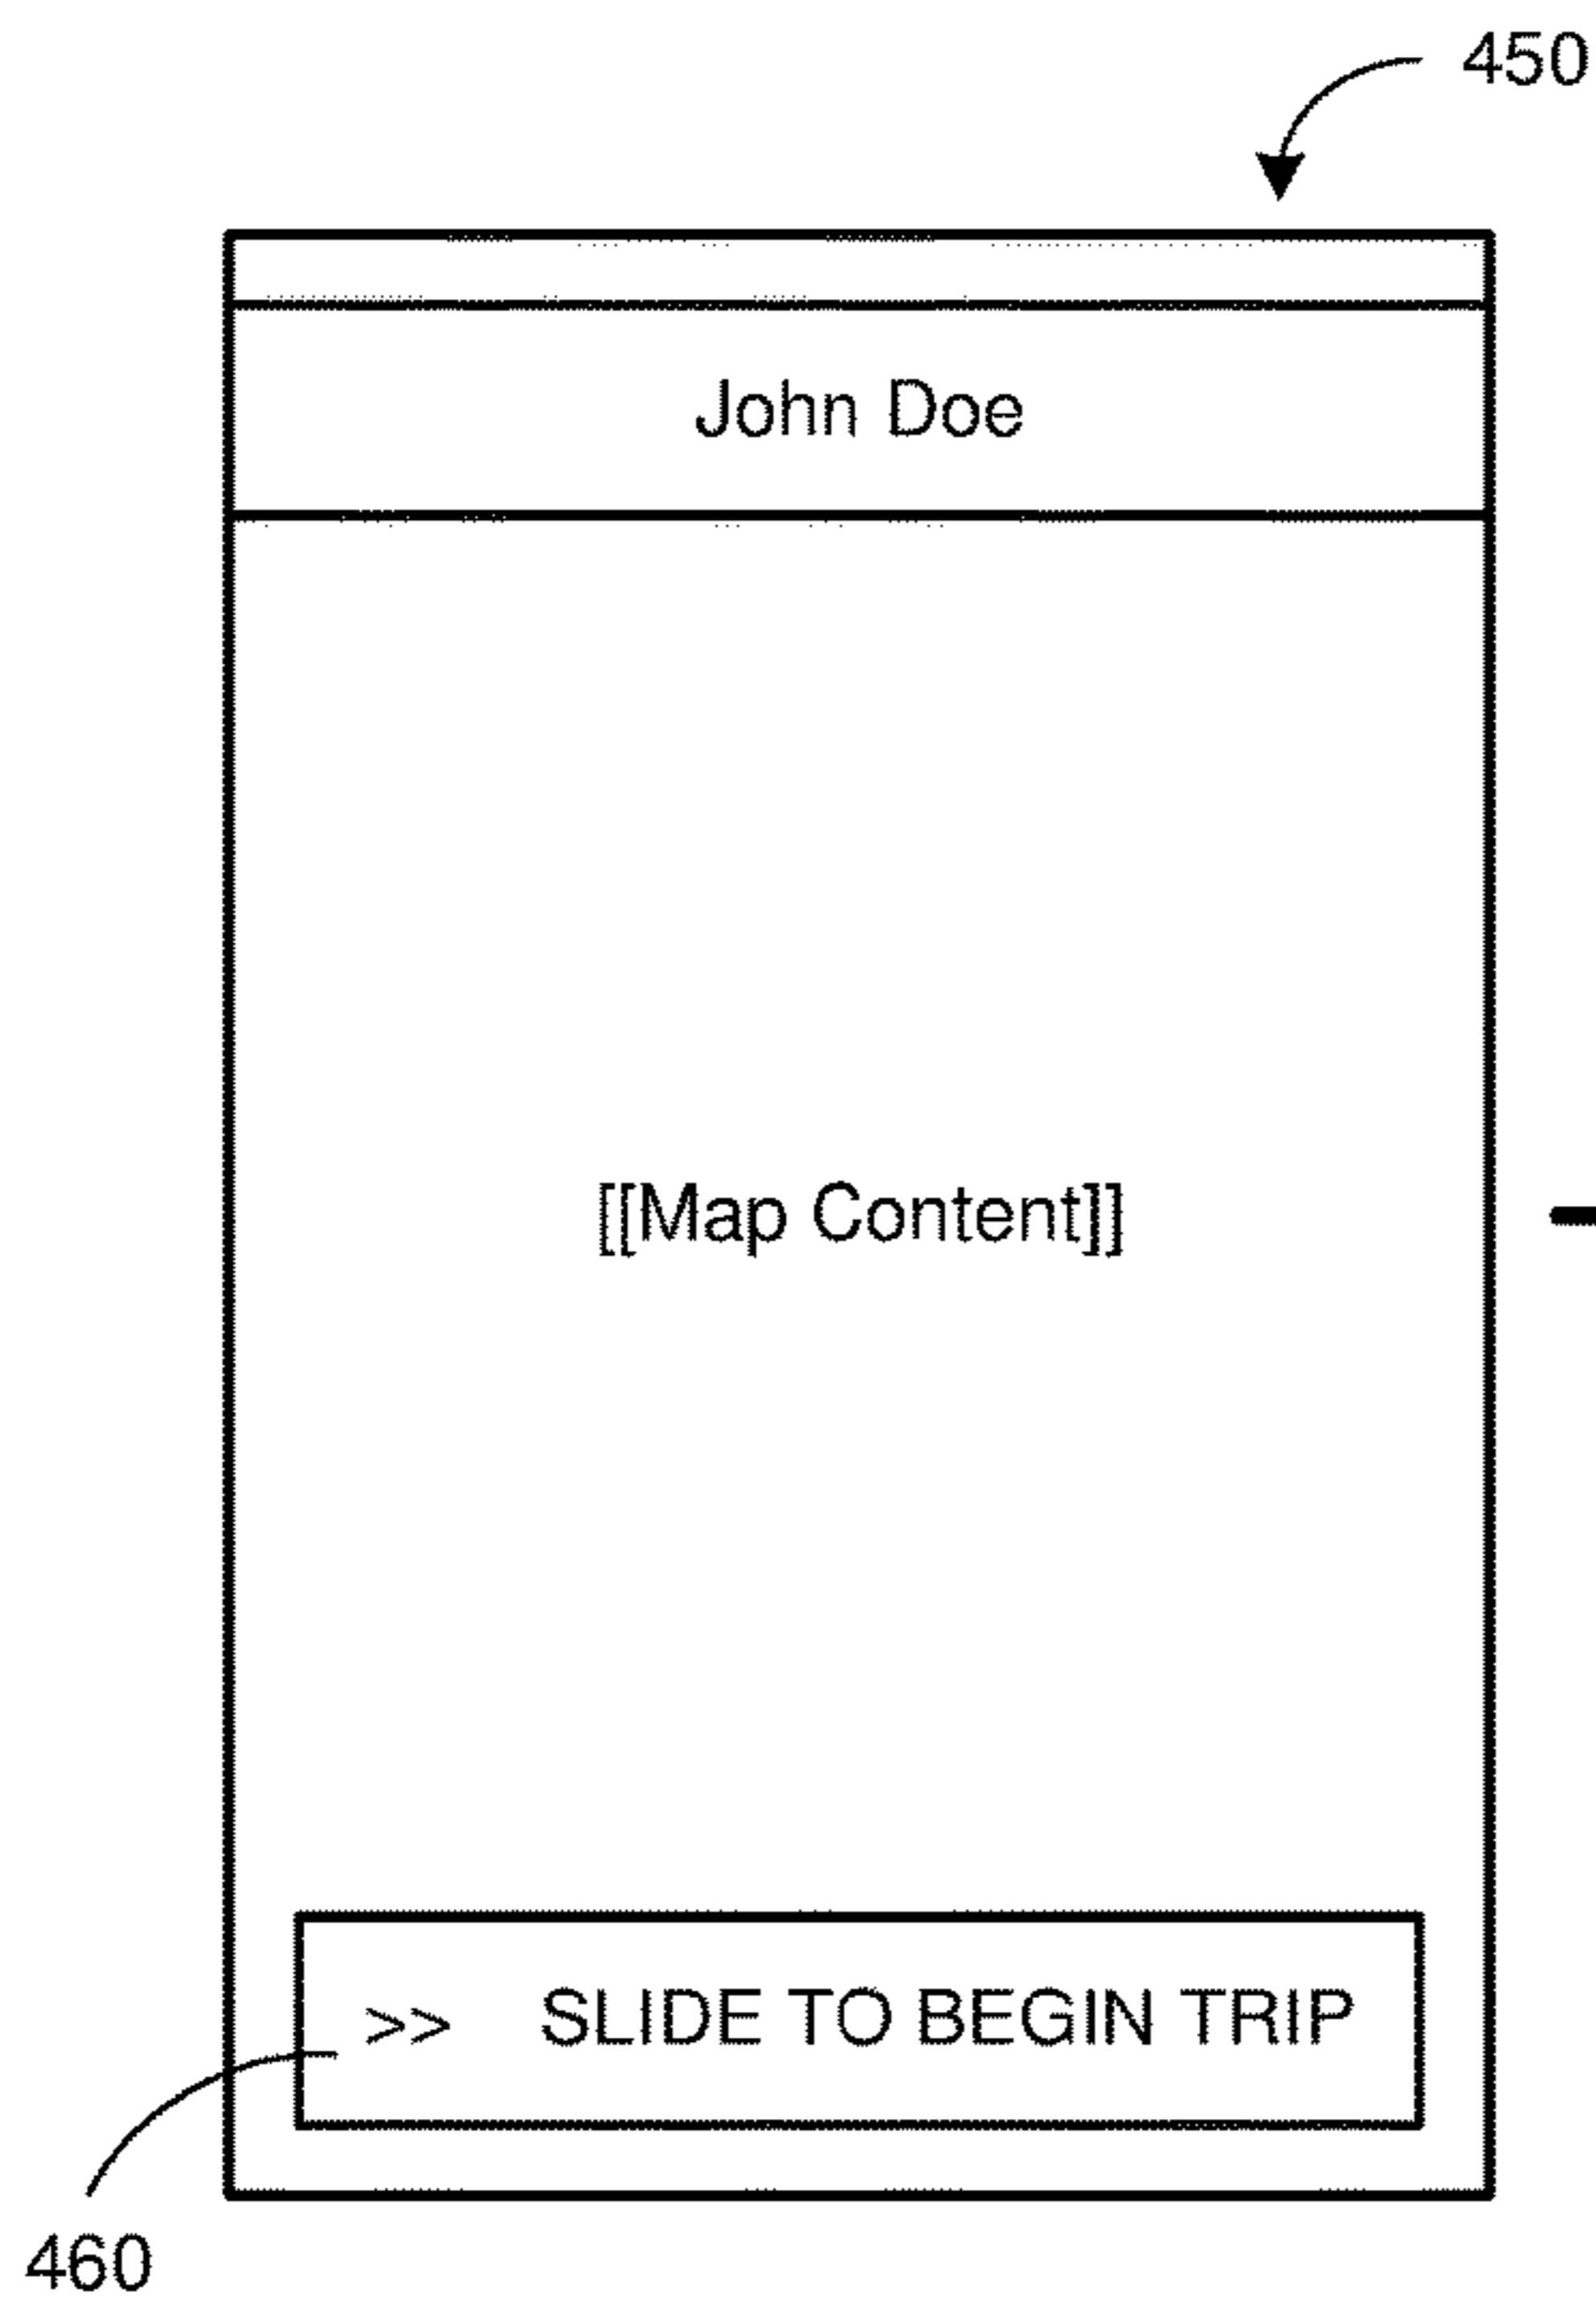 450
John Doe
[[Map Content]]
>> SLIDE TO BEGIN TRIP
460